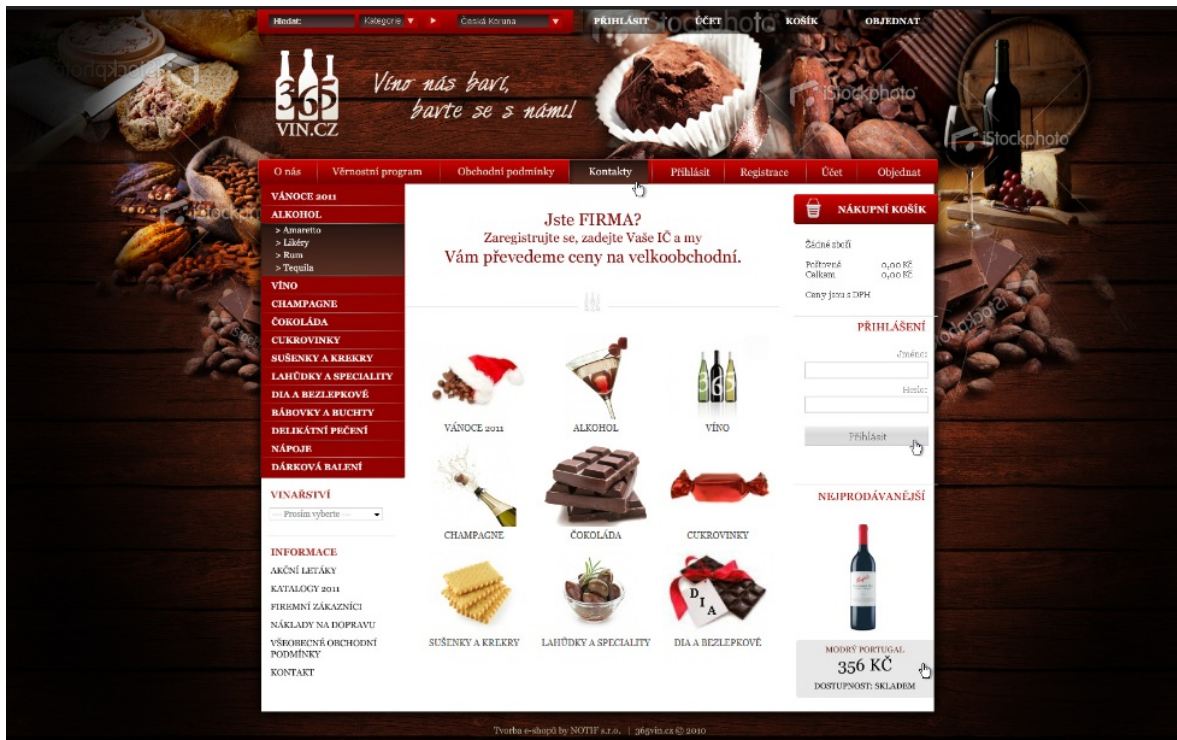 Hledat:
Kategorie
Česká Koruna
PŘIHLÁSIT
ÚČET
KOŠÍK
OBJEDNAT
iStockphoto
365
VIN.CZ
Víno nás baví,
bavte se s námi!
iStockphoto
iStockphoto
O nás
Věrnostní program
Obchodní podmínky
Kontakty
Přihlásit
Registrace
Účet
Objednat
VÁNOCE 2011
ALKOHOL
> Amaretto
> Likéry
> Rum
> Tequila
VÍNO
CHAMPAGNE
ČOKOLÁDA
CUKROVINKY
SUŠENKY A KREKRY
LAHŮDKY A SPECIALITY
DIA A BEZLEPKOVÉ
BÁBOVKY A BUCHTY
DELIKÁTNÍ PEČENÍ
NÁPOJE
DÁRKOVÁ BALENÍ
VINAŘSTVÍ
--- Prosím vyberte ---
INFORMACE
AKČNÍ LETÁKY
KATALOGY 2011
FIREMNÍ ZÁKAZNÍCI
NÁKLADY NA DOPRAVU
VŠEOBECNÉ OBCHODNÍ
PODMÍNKY
KONTAKT
Jste FIRMA?
Zaregistrujte se, zadejte Vaše IČ a my
Vám převedeme ceny na velkoobchodní.
365
VÁNOCE 2011
ALKOHOL
VÍNO
CHAMPAGNE
ČOKOLÁDA
CUKROVINKY
DIA
SUŠENKY A KREKRY
LAHŮDKY A SPECIALITY
DIA A BEZLEPKOVÉ
NÁKUPNÍ KOŠÍK
Žádné zboží
Poštovné 0,00 Kč
Celkem 0,00 Kč
Ceny jsou s DPH
PŘIHLÁŠENÍ
Jméno:
Heslo:
Přihlásit
NEJPRODÁVANĚJŠÍ
MODRÝ PORTUGAL
356 KČ
DOSTUPNOST: SKLADEM
Tvorba e-shopů by NOTIF s.r.o. | 365vin.cz © 2010